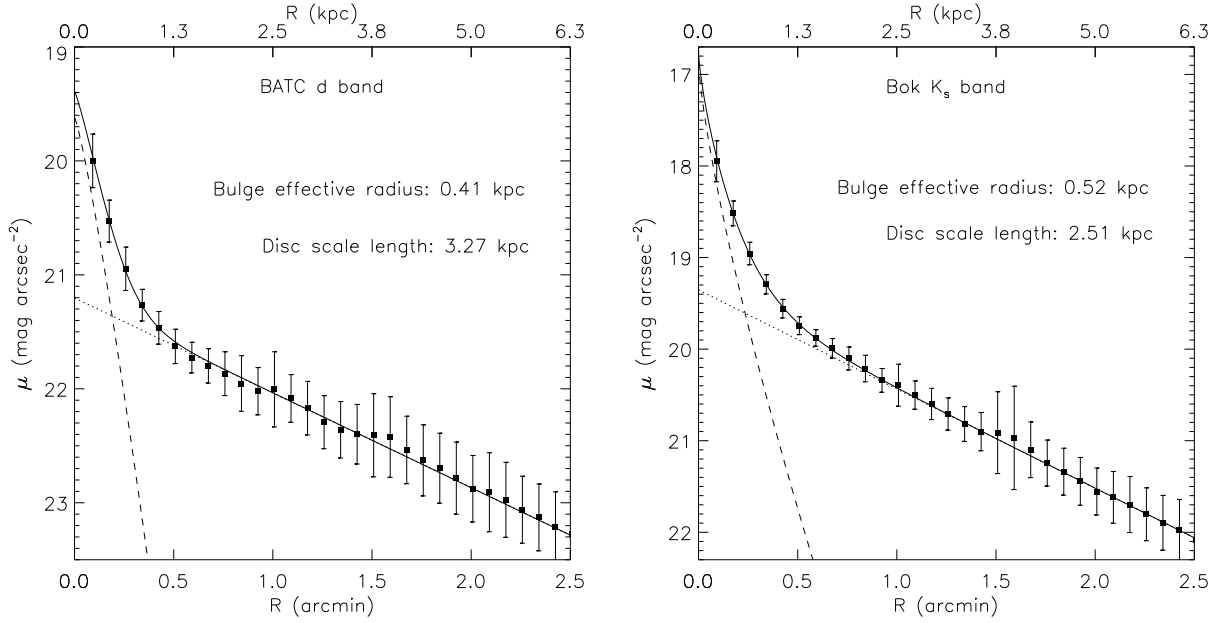 R (kpc)
0.0 1.3 2.5 3.8 5.0 6.3
BATC d band
Bulge effective radius: 0.41 kpc
Disc scale length: 3.27 kpc
19
20
21
22
23
μ (mag arcsec⁻²)
0.0 0.5 1.0 1.5 2.0 2.5
R (arcmin)
R (kpc)
0.0 1.3 2.5 3.8 5.0 6.3
Bok Kₛ band
Bulge effective radius: 0.52 kpc
Disc scale length: 2.51 kpc
17
18
19
20
21
22
μ (mag arcsec⁻²)
0.0 0.5 1.0 1.5 2.0 2.5
R (arcmin)